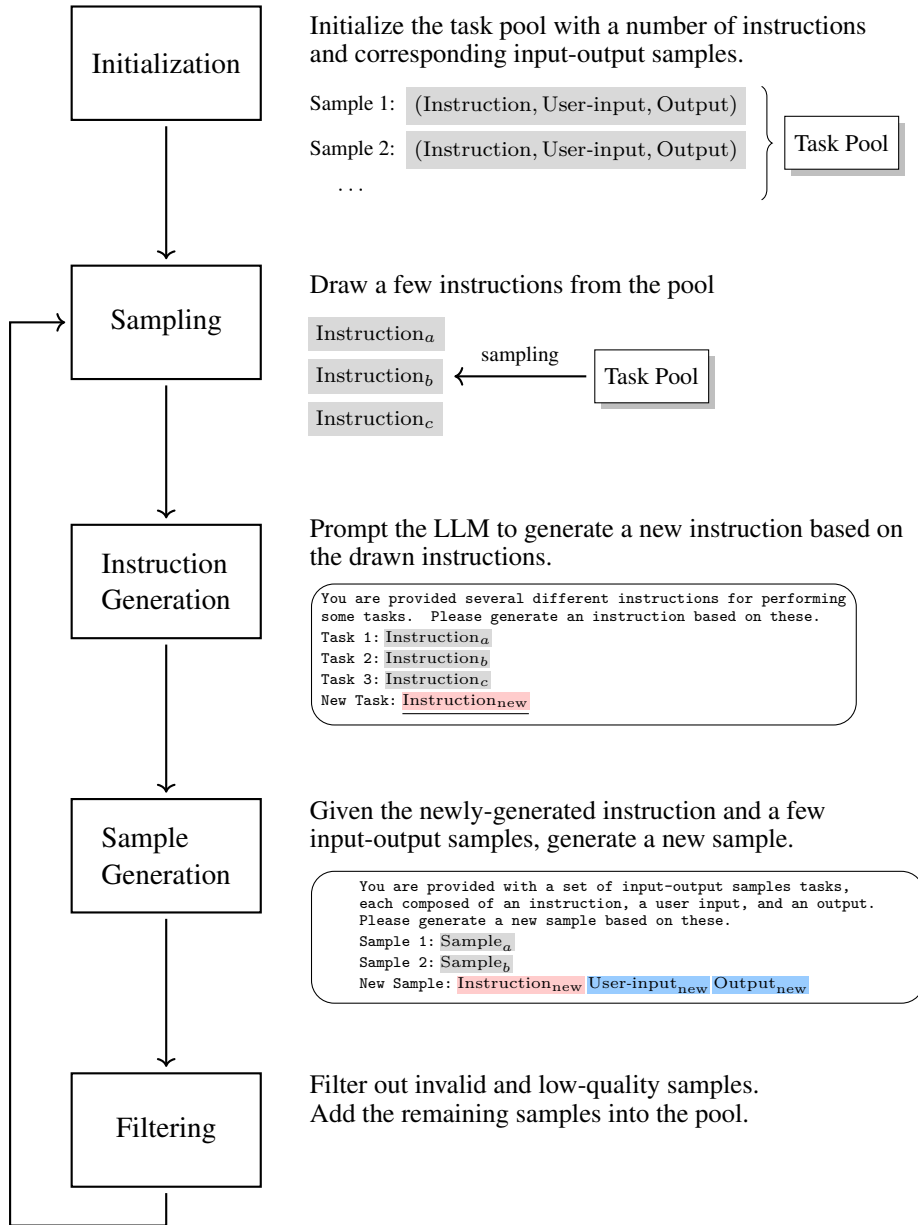 Initialization
Initialize the task pool with a number of instructions
and corresponding input-output samples.
Sample 1: (Instruction, User-input, Output)
Sample 2: (Instruction, User-input, Output)
...
Task Pool
Sampling
Draw a few instructions from the pool
Instruction_a
Instruction_b
Instruction_c
sampling
Task Pool
Instruction
Generation
Prompt the LLM to generate a new instruction based on
the drawn instructions.
You are provided several different instructions for performing
some tasks. Please generate an instruction based on these.
Task 1: Instruction_a
Task 2: Instruction_b
Task 3: Instruction_c
New Task: Instruction_new
Sample
Generation
Given the newly-generated instruction and a few
input-output samples, generate a new sample.
You are provided with a set of input-output samples tasks,
each composed of an instruction, a user input, and an output.
Please generate a new sample based on these.
Sample 1: Sample_a
Sample 2: Sample_b
New Sample: Instruction_new User-input_new Output_new
Filtering
Filter out invalid and low-quality samples.
Add the remaining samples into the pool.